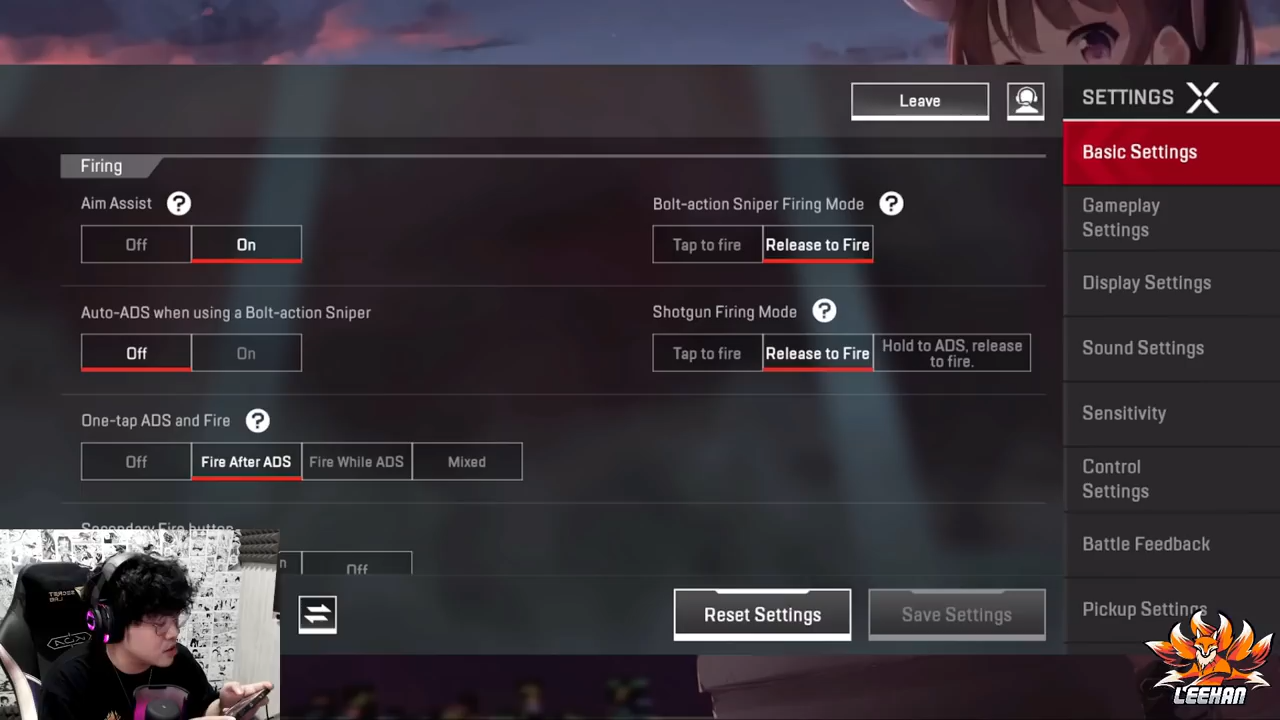 Leave
SETTINGS
Basic Settings
Gameplay
Settings
Display Settings
Sound Settings
Sensitivity
Control
Settings
Battle Feedback
Pickup Settings
Firing
Aim Assist ?
Off On
Bolt-action Sniper Firing Mode ?
Tap to fire Release to Fire
Auto-ADS when using a Bolt-action Sniper
Off On
Shotgun Firing Mode ?
Tap to fire Release to Fire Hold to ADS, release
to fire.
One-tap ADS and Fire ?
Off Fire After ADS Fire While ADS Mixed
Secondary Fire button
Off
Reset Settings Save Settings
LEEHAN